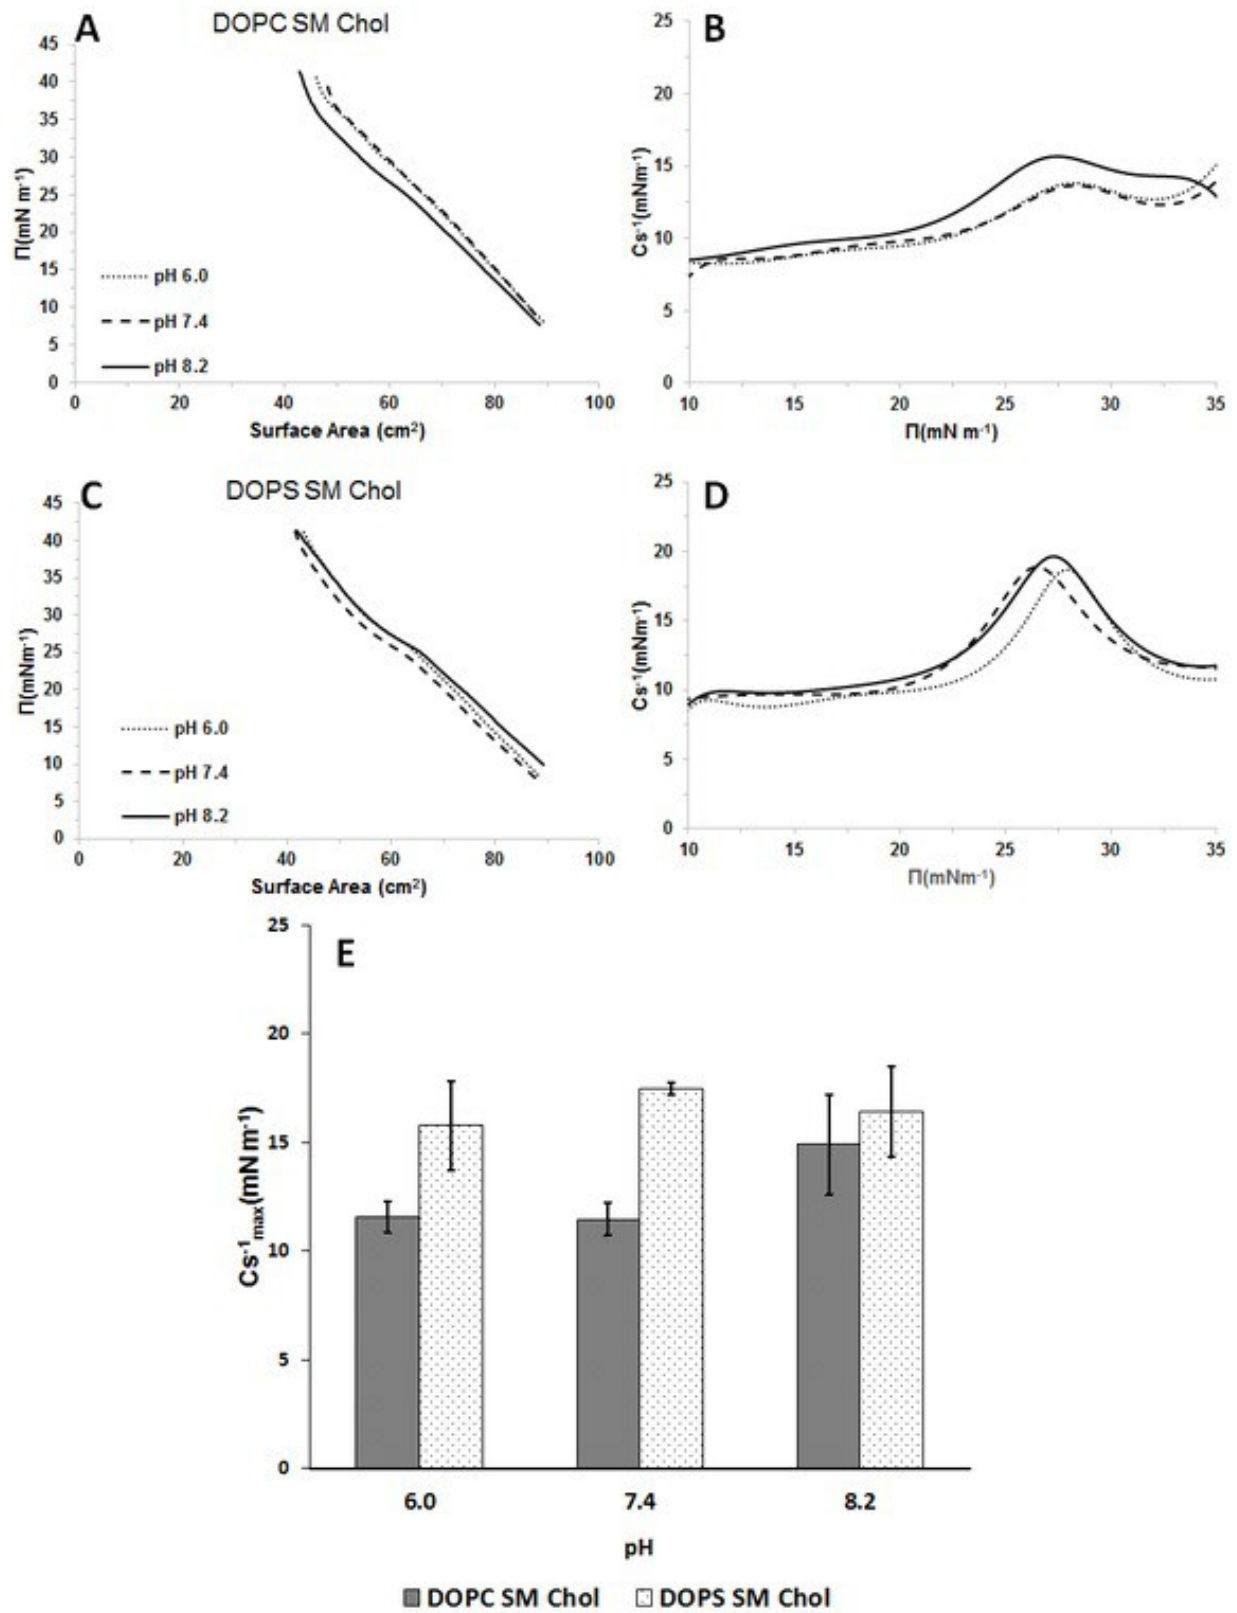 A
DOPC SM Chol
45
40
35
30
25
20
15
10
5
0
Π(mN m⁻¹)
pH 6.0
pH 7.4
pH 8.2
0 20 40 60 80 100
Surface Area (cm²)
B
25
20
15
10
5
0
Cs⁻¹(mNm⁻¹)
10 15 20 25 30 35
Π(mN m⁻¹)
C
DOPS SM Chol
45
40
35
30
25
20
15
10
5
0
Π(mNm⁻¹)
pH 6.0
pH 7.4
pH 8.2
0 20 40 60 80 100
Surface Area (cm²)
D
25
20
15
10
5
0
Cs⁻¹(mNm⁻¹)
10 15 20 25 30 35
Π(mNm⁻¹)
E
25
20
15
10
5
0
Cs⁻¹max(mN m⁻¹)
6.0 7.4 8.2
pH
DOPC SM Chol DOPS SM Chol